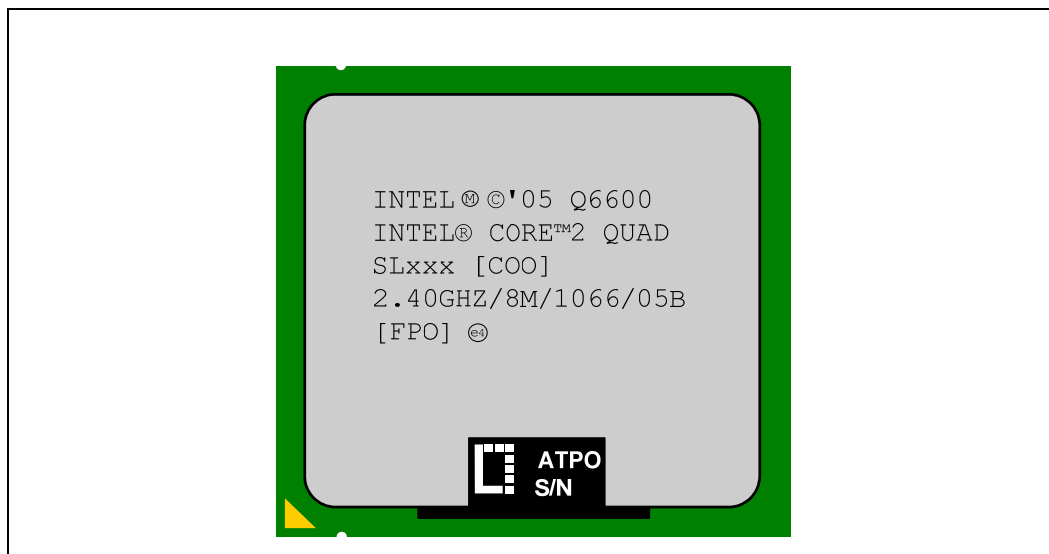 INTEL Ⓜ ©'05 Q6600
INTEL® CORE™2 QUAD
SLxxx [COO]
2.40GHZ/8M/1066/05B
[FPO] ⓔ④
ATPO
S/N